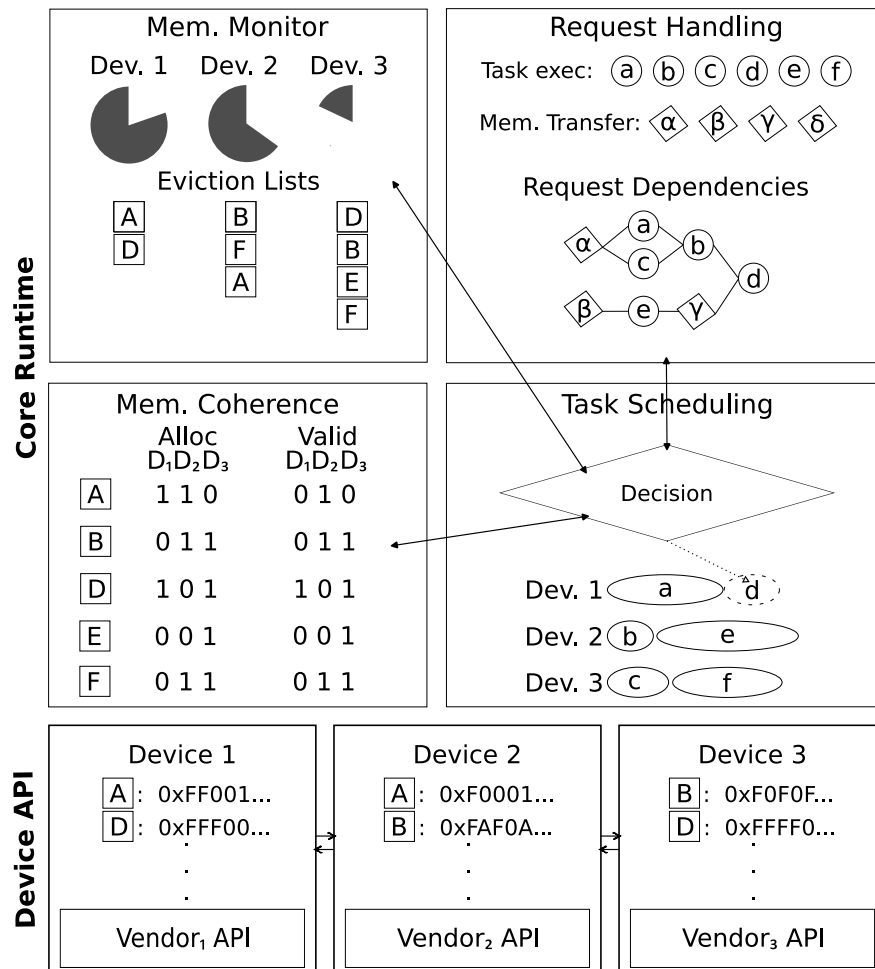 Core Runtime
Mem. Monitor
Dev. 1 Dev. 2 Dev. 3
Eviction Lists
A B D
D F B
A E
F
Request Handling
Task exec: a b c d e f
Mem. Transfer: α β γ δ
Request Dependencies
α a c b d
β e γ
Mem. Coherence
Alloc Valid
D₁D₂D₃ D₁D₂D₃
A 1 1 0 0 1 0
B 0 1 1 0 1 1
D 1 0 1 1 0 1
E 0 0 1 0 0 1
F 0 1 1 0 1 1
Task Scheduling
Decision
Dev. 1 a d
Dev. 2 b e
Dev. 3 c f
Device API
Device 1
A : 0xFF001...
D : 0xFFF00...
Vendor₁ API
Device 2
A : 0xF0001...
B : 0xFAF0A...
Vendor₂ API
Device 3
B : 0xF0F0F...
D : 0xFFFF0...
Vendor₃ API